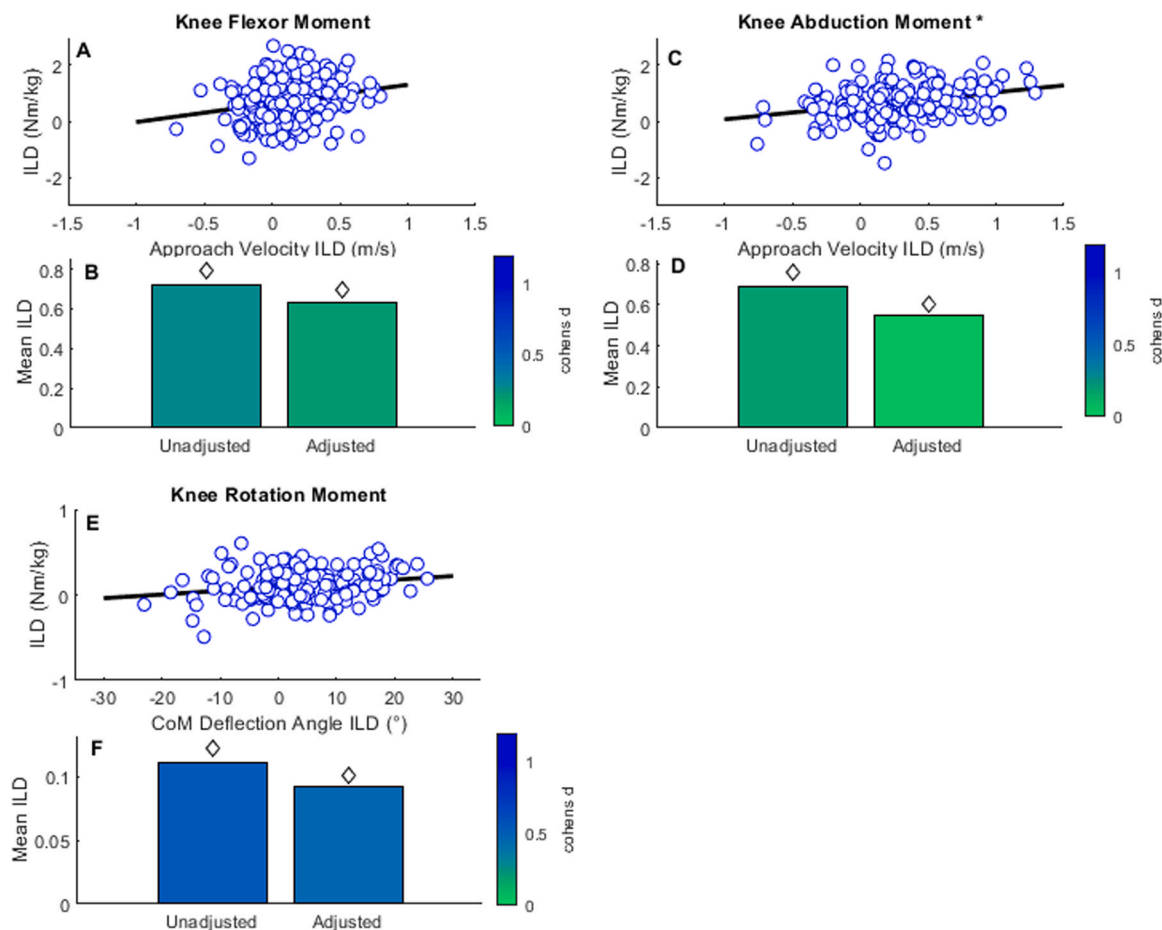 Knee Flexor Moment
A
ILD (Nm/kg)
2
0
-2
-1.5 -1 -0.5 0 0.5 1 1.5
Approach Velocity ILD (m/s)
Knee Abduction Moment *
C
ILD (Nm/kg)
2
0
-2
-1.5 -1 -0.5 0 0.5 1 1.5
Approach Velocity ILD (m/s)
B
Mean ILD
0.8
0.6
0.4
0.2
0
Unadjusted Adjusted
1
0.5
0
cohens d
D
Mean ILD
0.8
0.6
0.4
0.2
0
Unadjusted Adjusted
1
0.5
0
cohens d
Knee Rotation Moment
E
ILD (Nm/kg)
1
0
-1
-30 -20 -10 0 10 20 30
CoM Deflection Angle ILD (°)
F
Mean ILD
0.1
0.05
0
Unadjusted Adjusted
1
0.5
0
cohens d